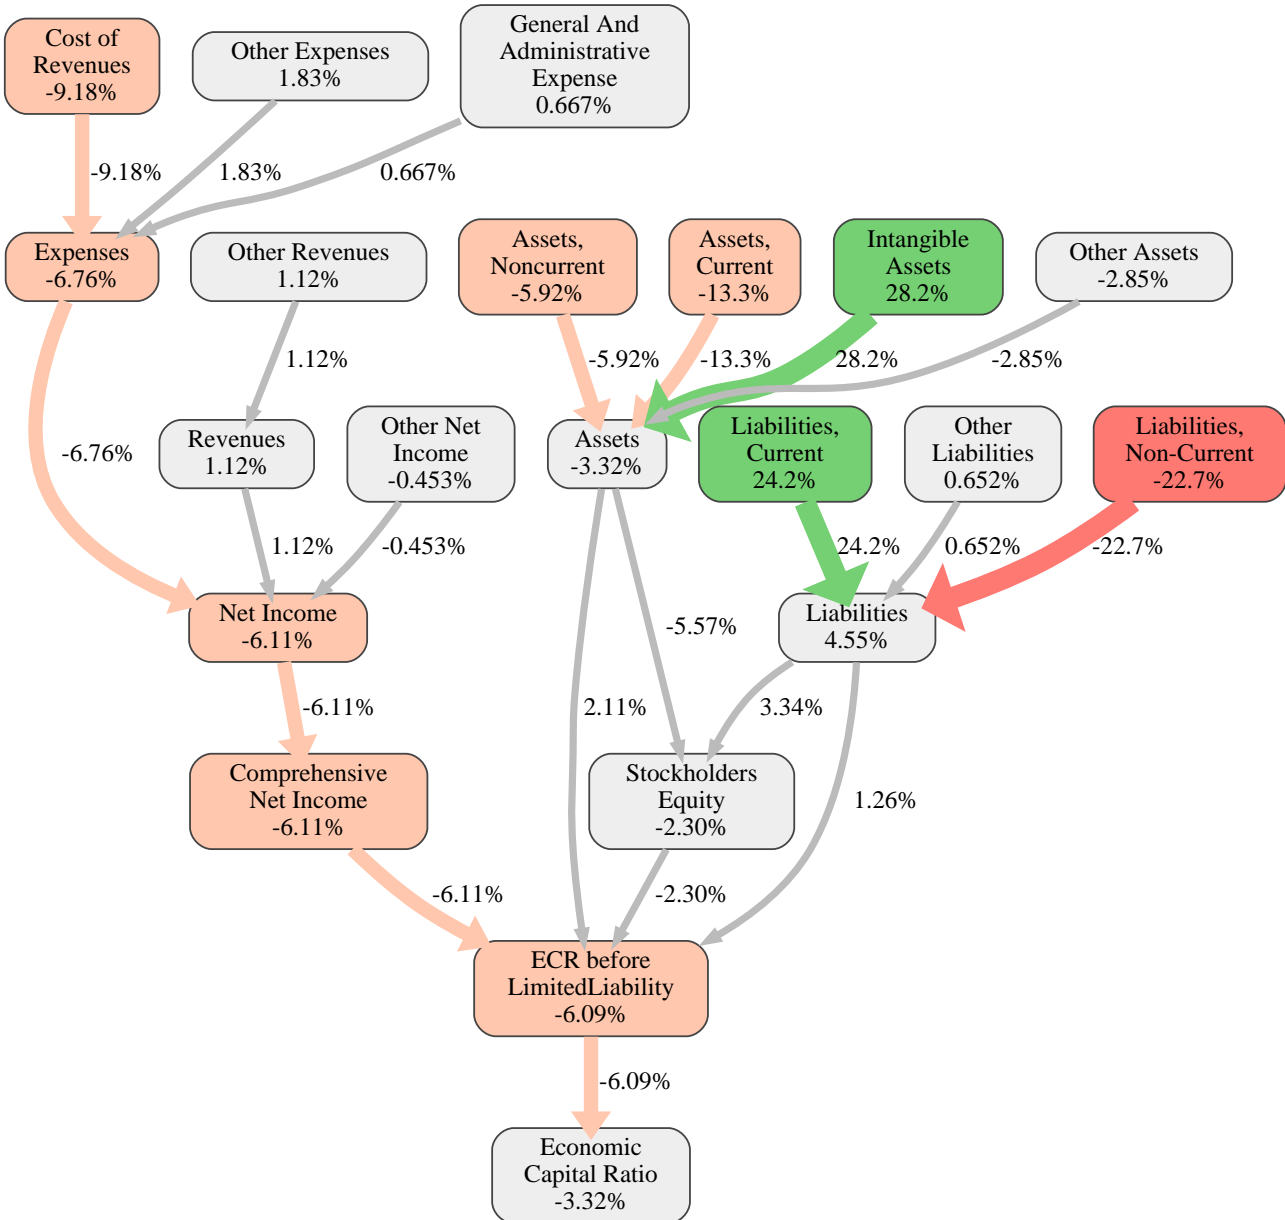 Cost of
Revenues
-9.18%
Other Expenses
1.83%
General And
Administrative
Expense
0.667%
-9.18%
1.83%
0.667%
Expenses
-6.76%
Other Revenues
1.12%
Assets,
Noncurrent
-5.92%
Assets,
Current
-13.3%
Intangible
Assets
28.2%
Other Assets
-2.85%
1.12%
-5.92%
-13.3%
28.2%
-2.85%
-6.76%
Revenues
1.12%
Other Net
Income
-0.453%
Assets
-3.32%
Liabilities,
Current
24.2%
Other
Liabilities
0.652%
Liabilities,
Non-Current
-22.7%
1.12%
-0.453%
24.2%
0.652%
-22.7%
Net Income
-6.11%
-5.57%
Liabilities
4.55%
-6.11%
2.11%
3.34%
Comprehensive
Net Income
-6.11%
Stockholders
Equity
-2.30%
1.26%
-6.11%
-2.30%
ECR before
LimitedLiability
-6.09%
-6.09%
Economic
Capital Ratio
-3.32%